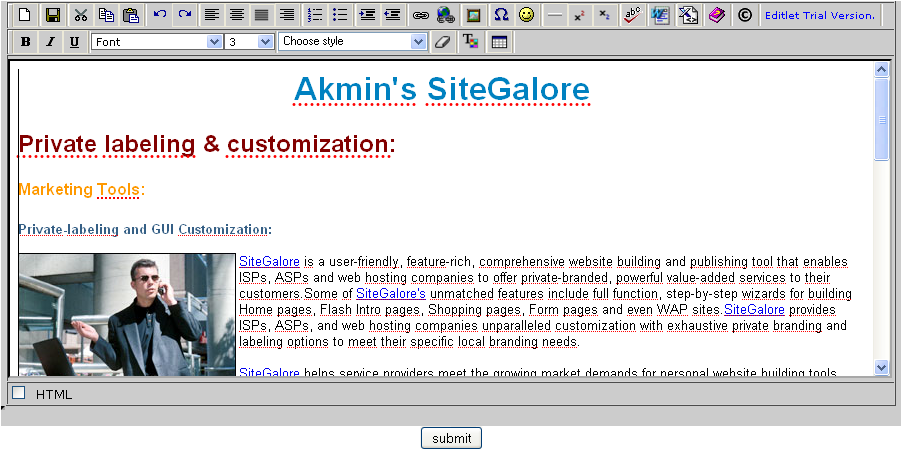 Editlet Trial Version.
B I U Font 3 Choose style
Akmin's SiteGalore
Private labeling & customization:
Marketing Tools:
Private-labeling and GUI Customization:
SiteGalore is a user-friendly, feature-rich, comprehensive website building and publishing tool that enables
ISPs, ASPs and web hosting companies to offer private-branded, powerful value-added services to their
customers.Some of SiteGalore's unmatched features include full function, step-by-step wizards for building
Home pages, Flash Intro pages, Shopping pages, Form pages and even WAP sites.SiteGalore provides
ISPs, ASPs, and web hosting companies unparalleled customization with exhaustive private branding and
labeling options to meet their specific local branding needs.
SiteGalore helps service providers meet the growing market demands for personal website building tools
HTML
submit